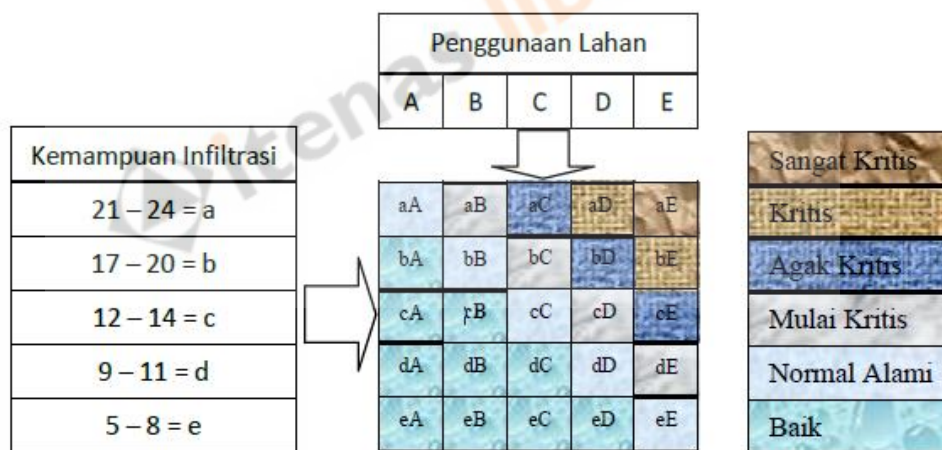 Penggunaan Lahan
A B C D E
Kemampuan Infiltrasi
21 – 24 = a
17 – 20 = b
12 – 14 = c
9 – 11 = d
5 – 8 = e
aA aB aC aD aE
bA bB bC bD bE
cA cB cC cD cE
dA dB dC dD dE
eA eB eC eD eE
Sangat Kritis
Kritis
Agak Kritis
Mulai Kritis
Normal Alami
Baik
itenas